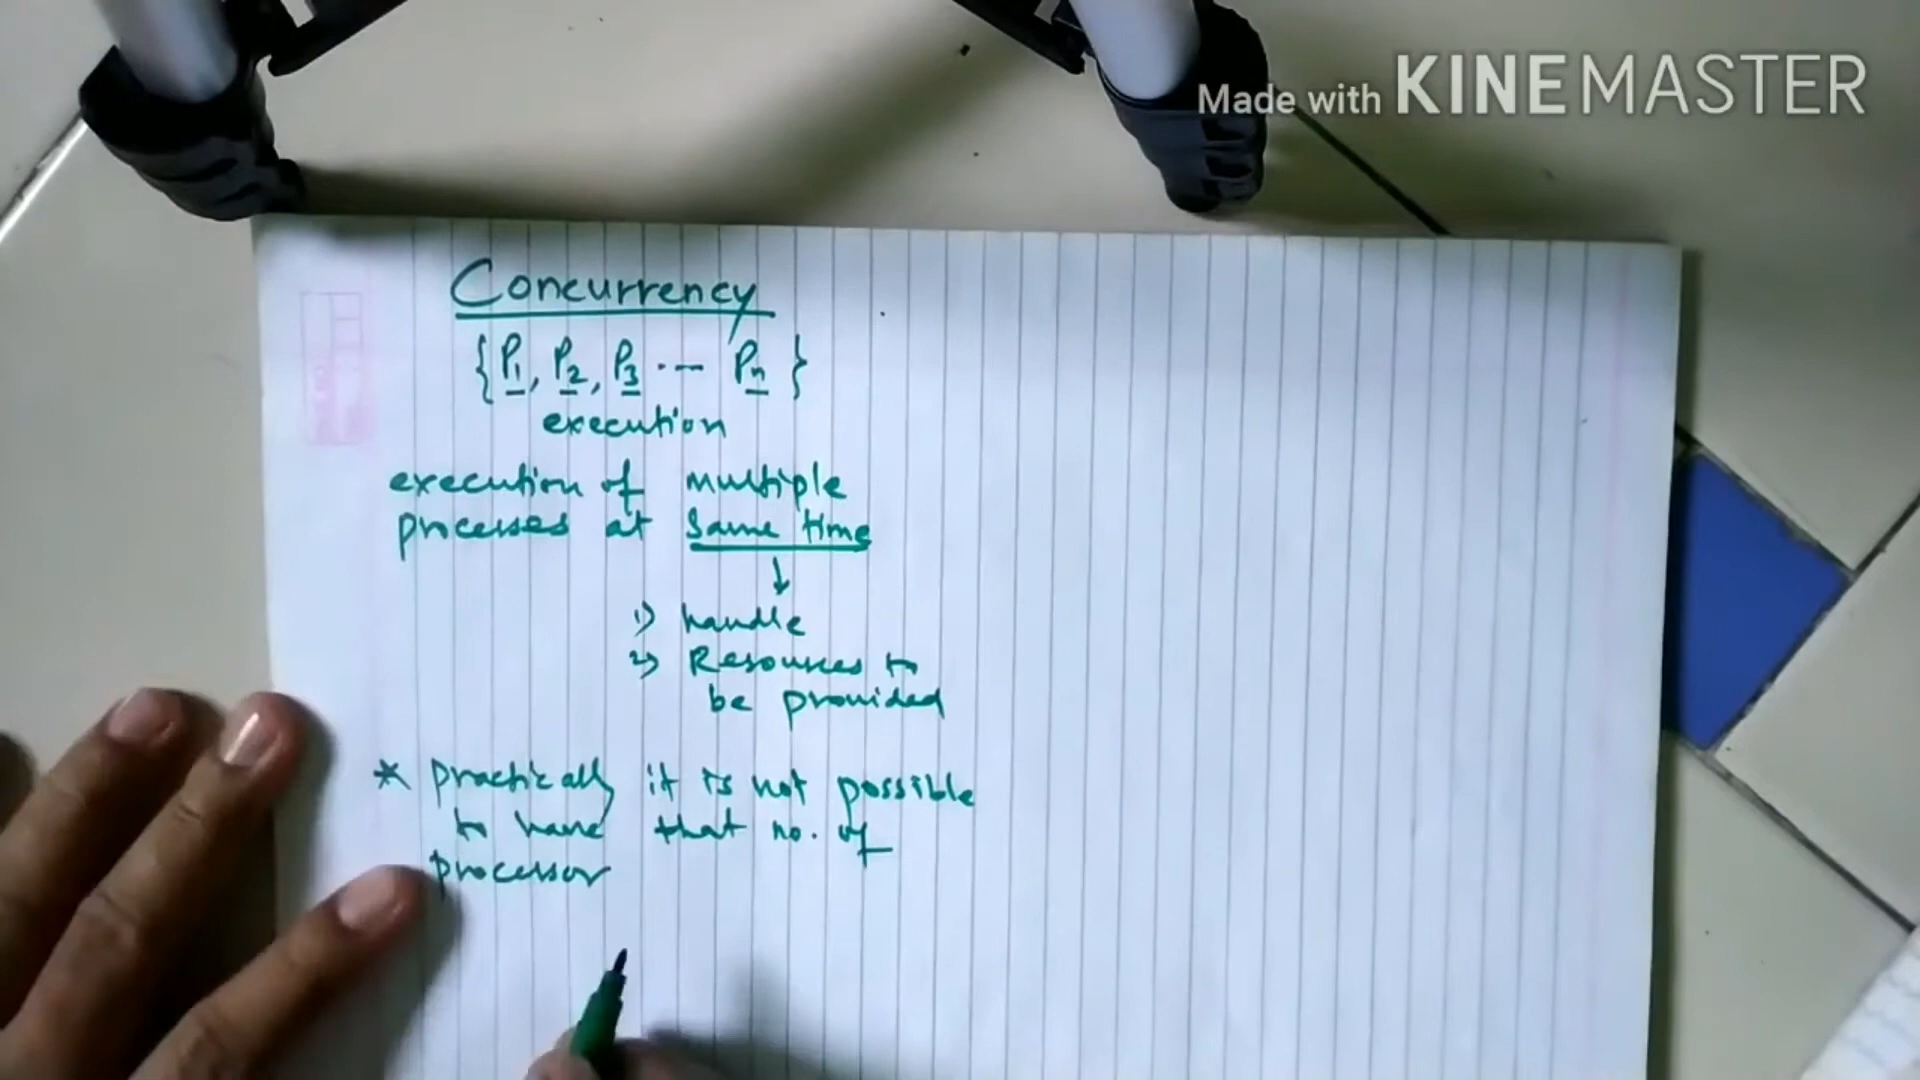 Made with KINEMASTER
Concurrency
{P1, P2, P3 .-- Pn}
execution
execution of multiple
processes at same time
↓
1) handle
2) Resources to
be provided
* practically it is not possible
to have that no. of
processor